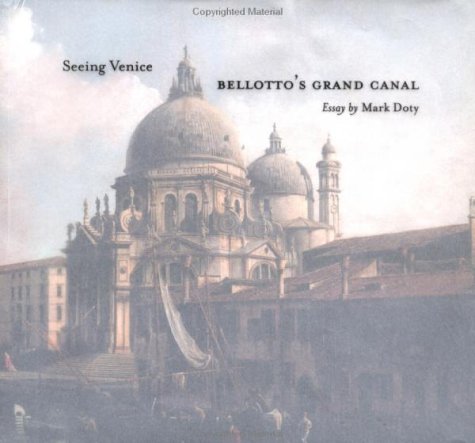 Copyrighted Material
Seeing Venice
BELLOTTO'S GRAND CANAL
Essay by Mark Doty